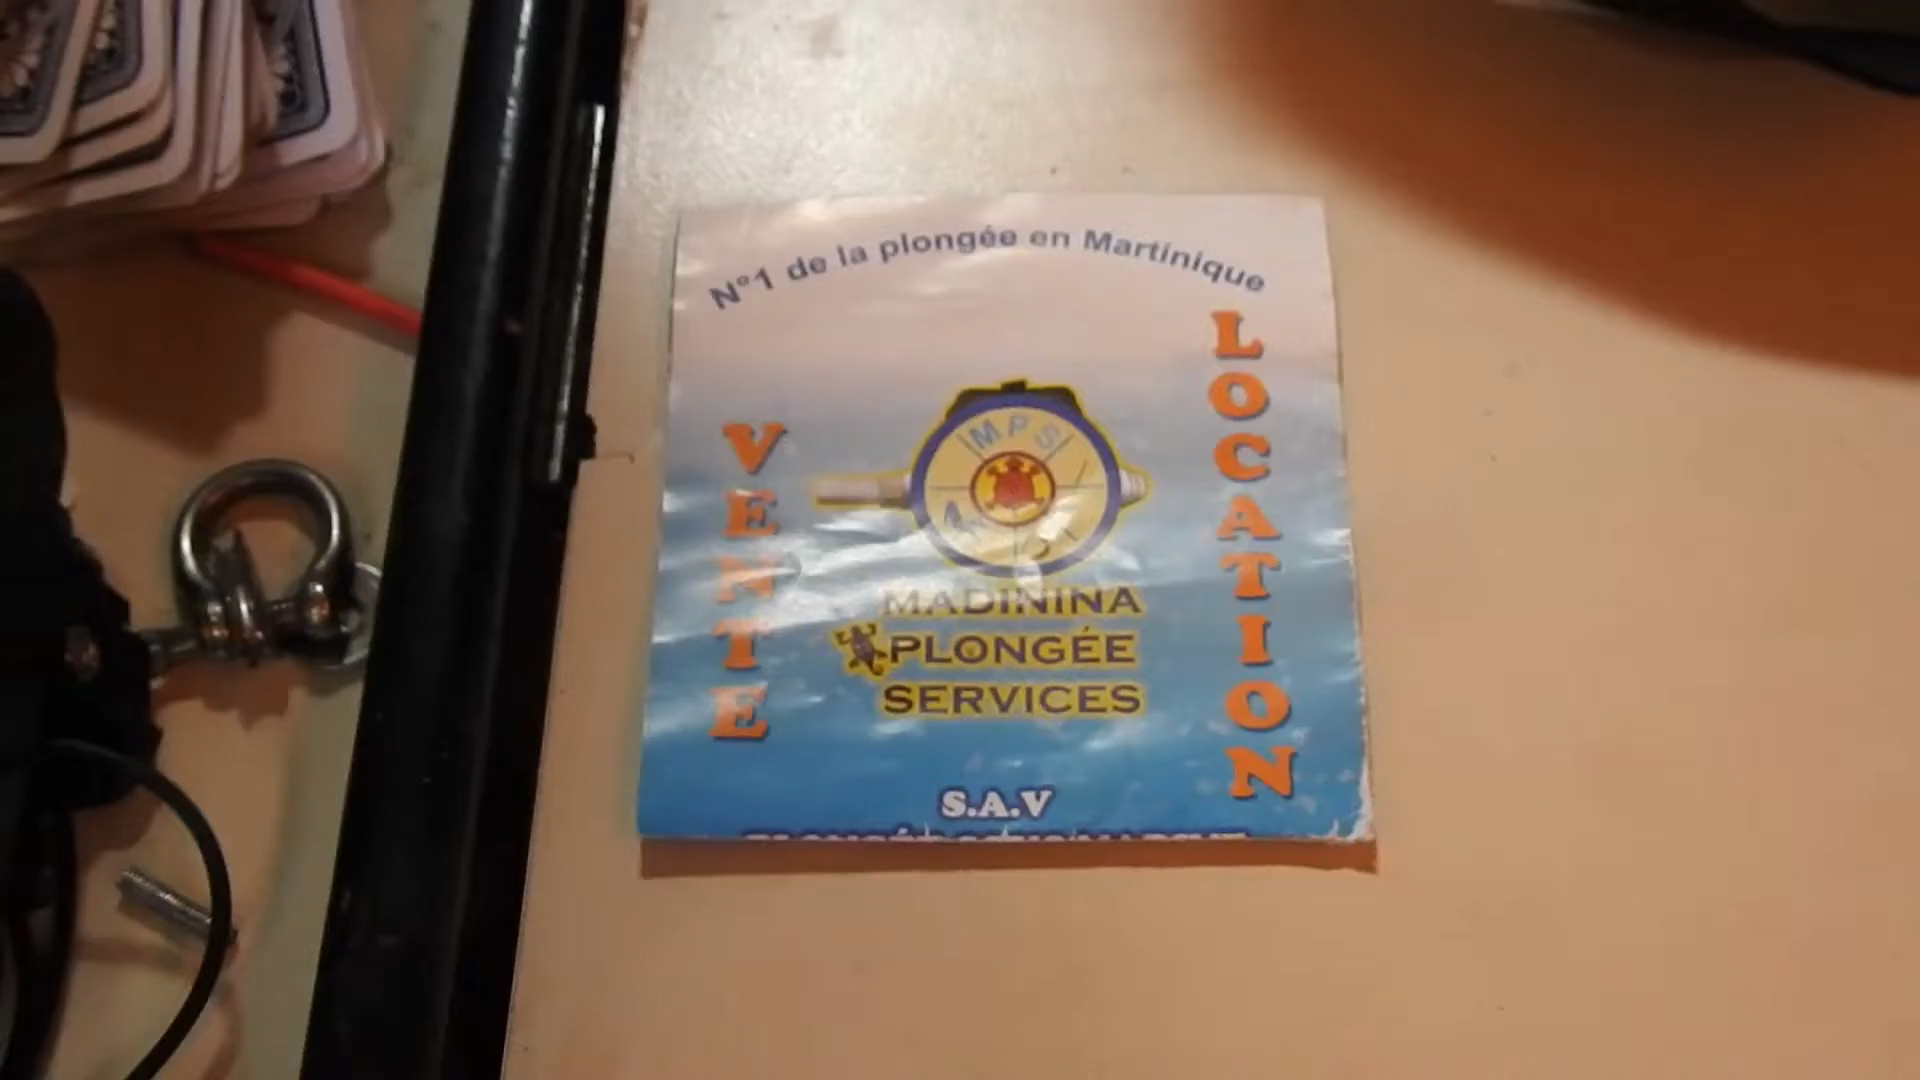 N°1 de la plongée en Martinique
VENTE
LOCATION
MPS
MADININA
PLONGÉE
SERVICES
S.A.V